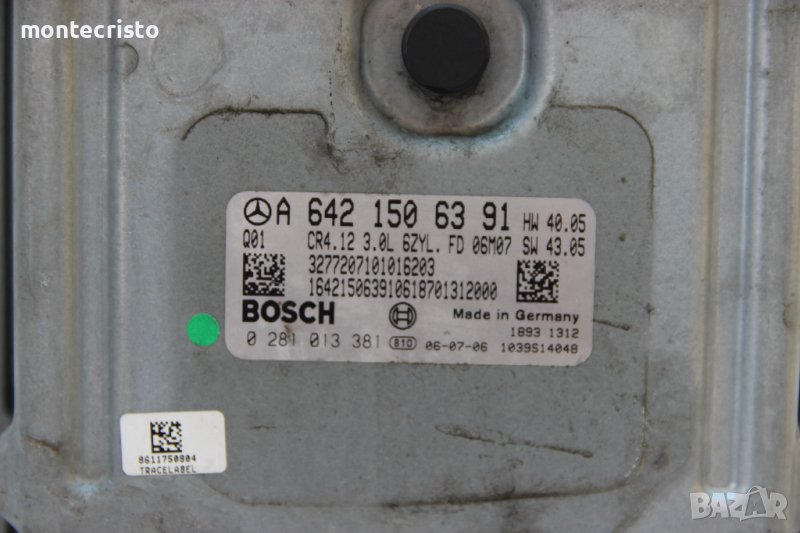 montecristo
A 642 150 63 91 HW 40.05
Q01 CR4.12 3.0L 6ZYL. FD 06M07 SW 43.05
3277207101016203
164215063910618701312000
BOSCH Made in Germany
1893 1312
0 281 013 381 810 06-07-06 1039S14048
8611750804
TRACELABEL
BAZAR